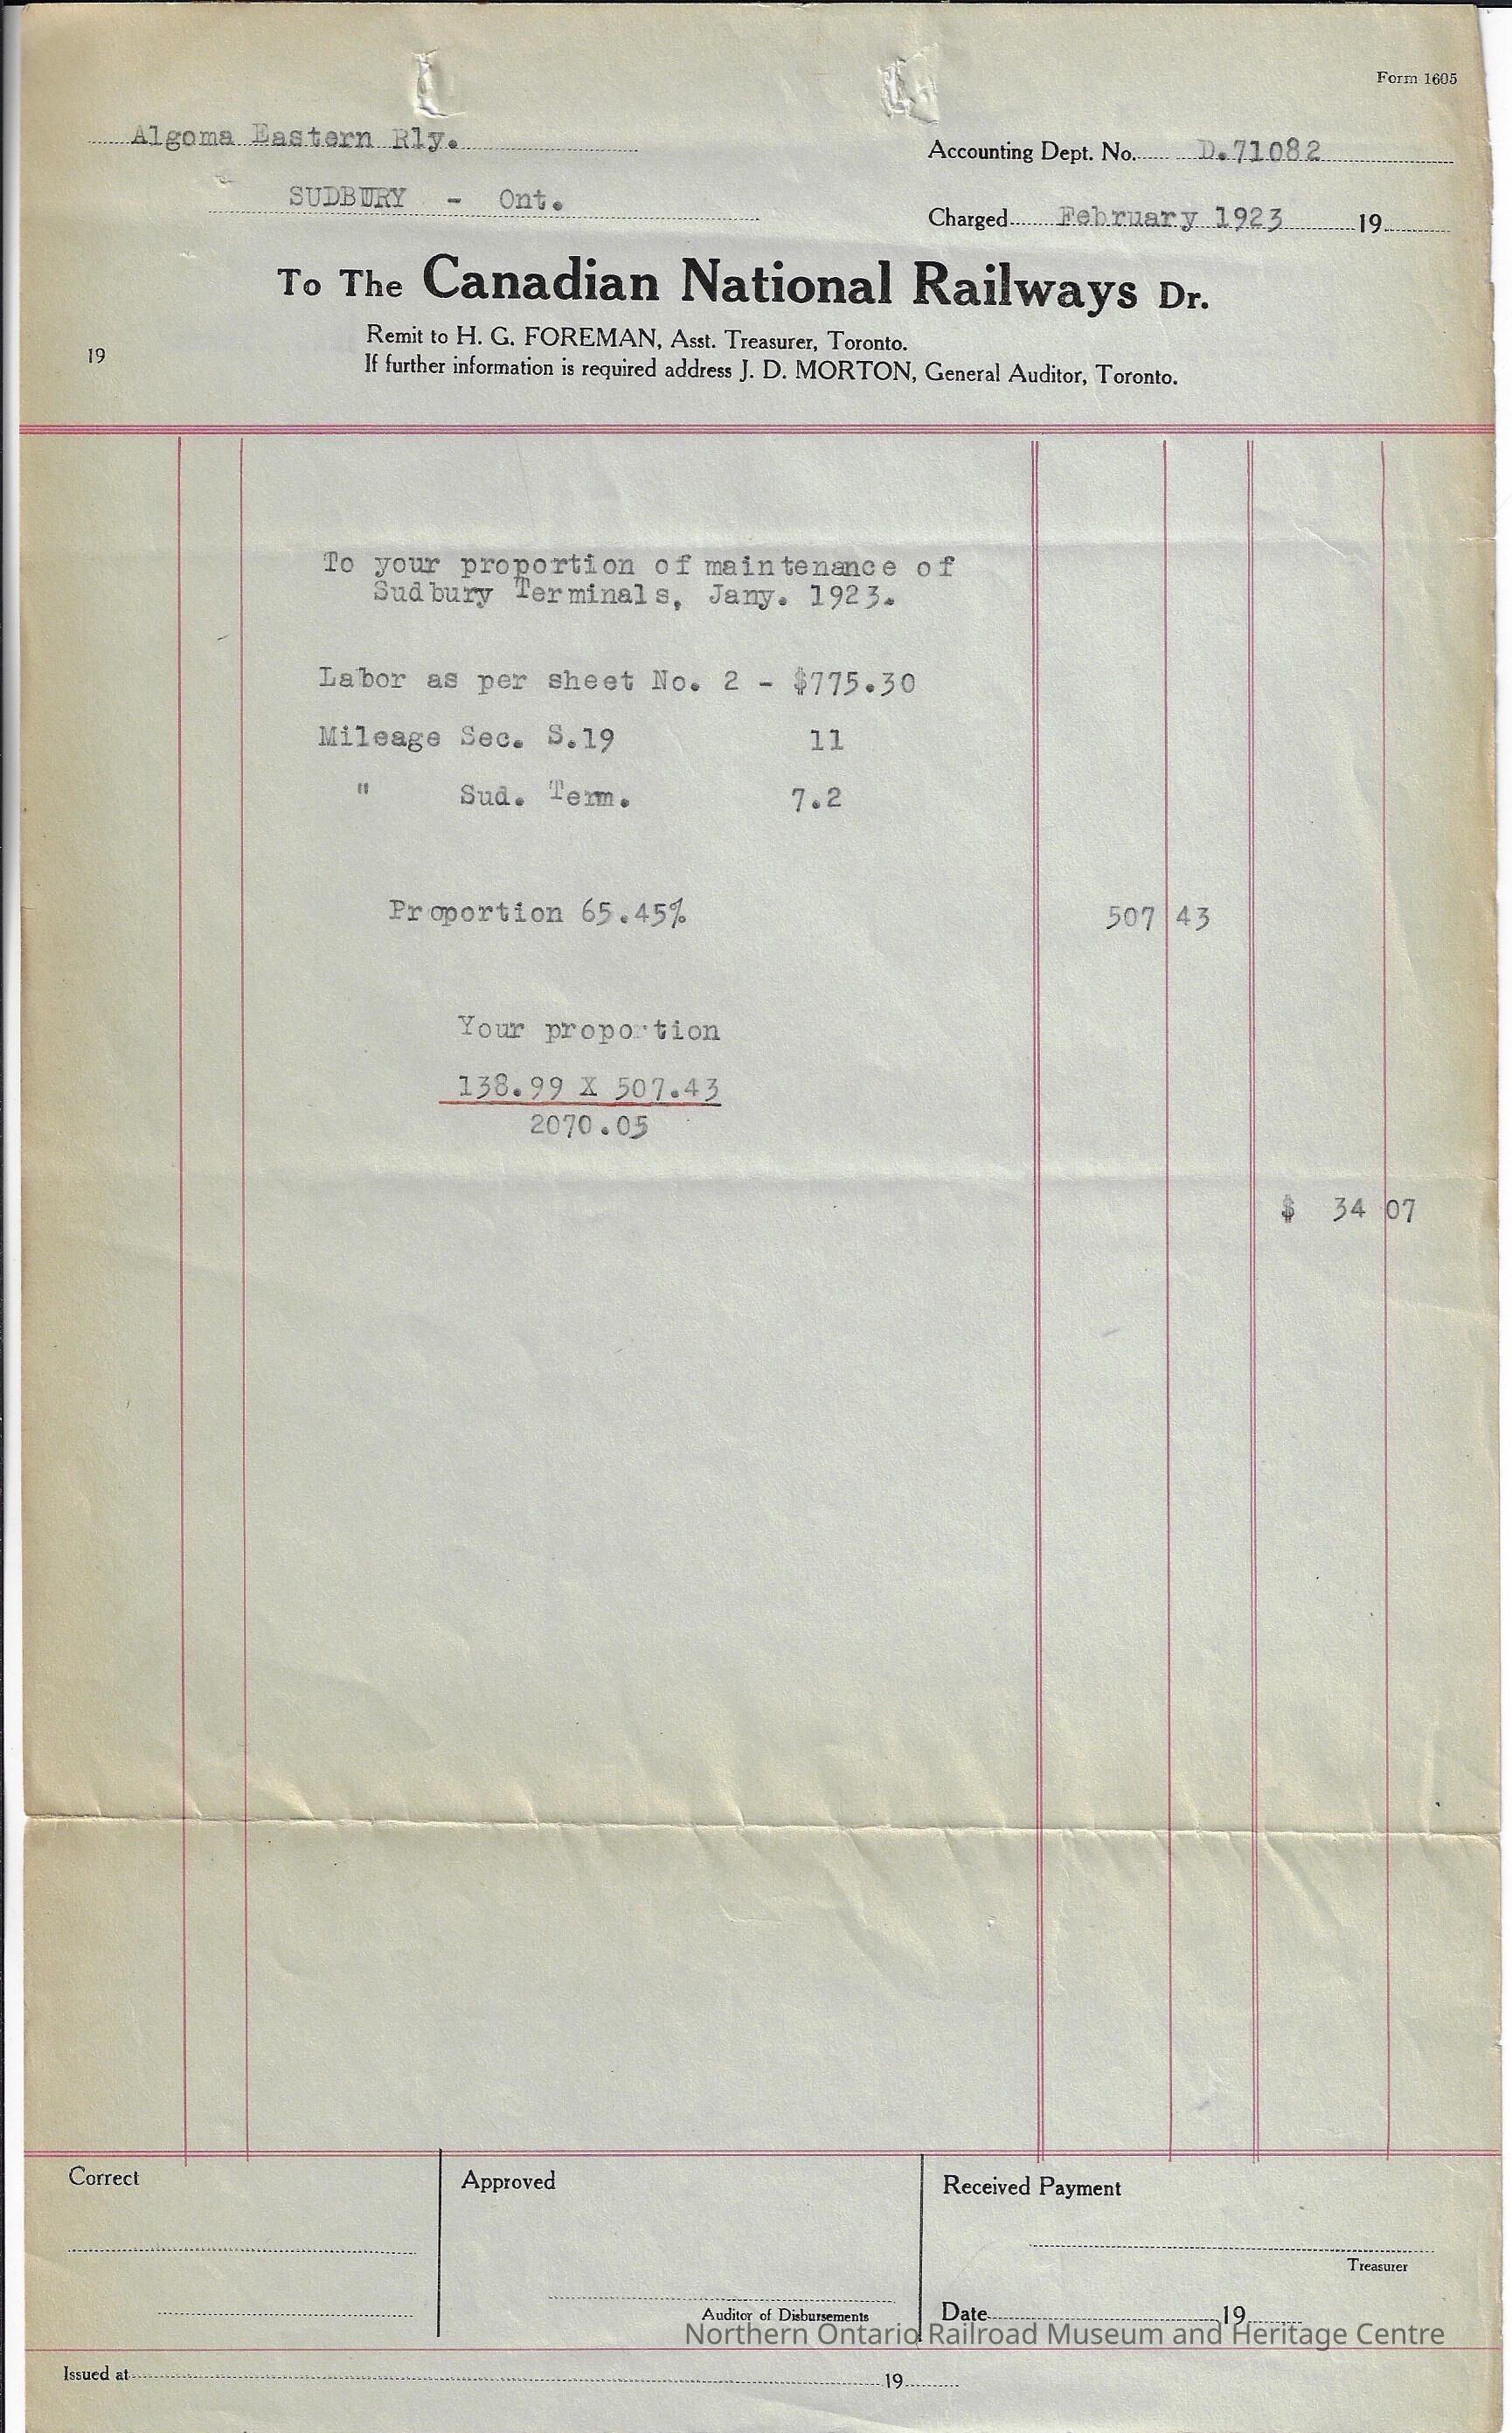 Form 1605
Algoma Eastern Rly.
Accounting Dept. No. D.71082
SUDBURY - Ont.
Charged February 1923 19
To The Canadian National Railways Dr.
Remit to H. G. FOREMAN, Asst. Treasurer, Toronto.
19
If further information is required address J. D. MORTON, General Auditor, Toronto.
To your proportion of maintenance of
Sudbury Terminals, Jany. 1923.
Labor as per sheet No. 2 - $775.30
Mileage Sec. S.19 11
" Sud. Term. 7.2
Proportion 65.45% 507 43
Your proportion
138.99 X 507.43
2070.05
$ 34 07
Correct
Approved
Received Payment
Treasurer
Auditor of Disbursements
Date 19
Northern Ontario Railroad Museum and Heritage Centre
Issued at 19